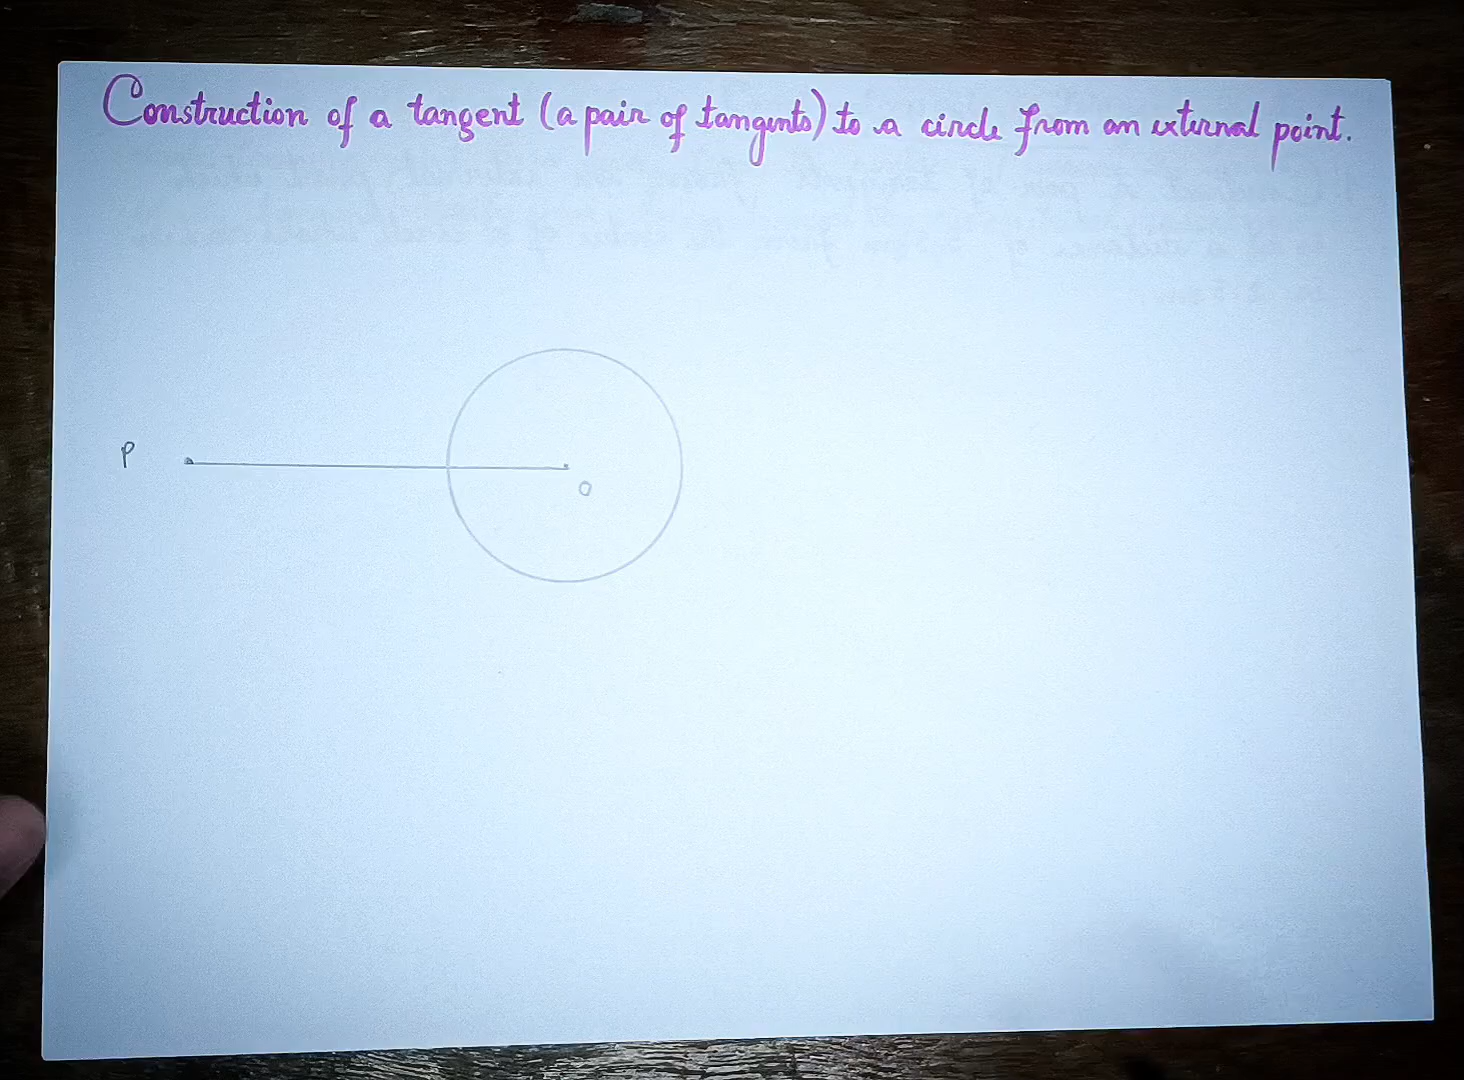 Construction of a tangent (a pair of tangents) to a circle from an external point.
P
O